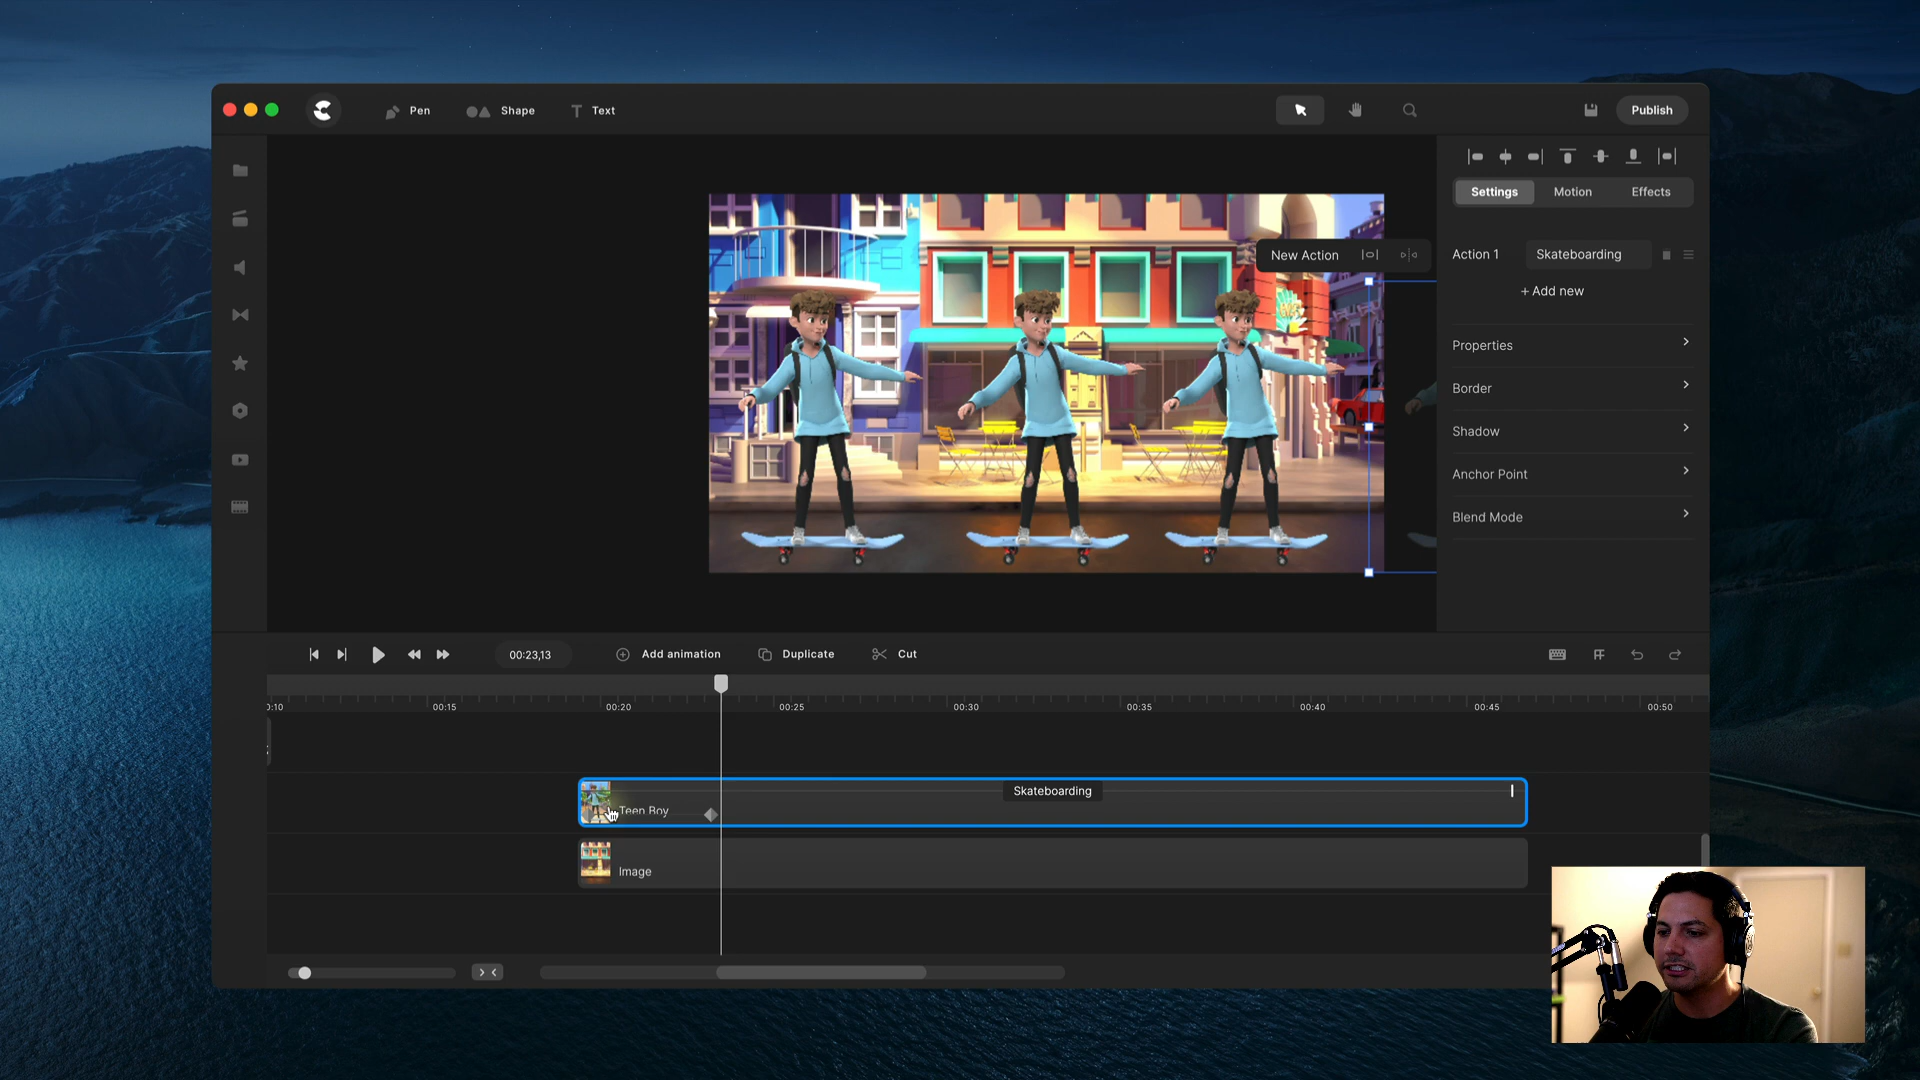 Pen
Shape
Text
Publish
Settings
Motion
Effects
New Action
Action 1
Skateboarding
+ Add new
Properties
Border
Shadow
Anchor Point
Blend Mode
00:23,13
Add animation
Duplicate
Cut
0:10
00:15
00:20
00:25
00:30
00:35
00:40
00:45
00:50
Skateboarding
Teen Boy
Image